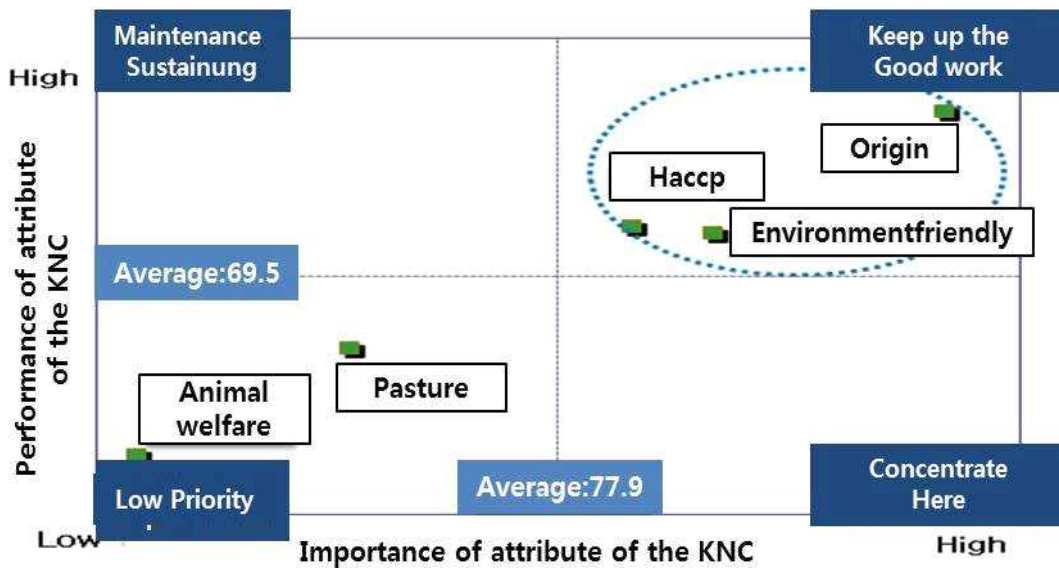 Maintenance
Sustainung
Keep up the
Good work
High
Origin
Haccp
Environmentfriendly
Average:69.5
Performance of attribute
of the KNC
Pasture
Animal
welfare
Low Priority
Average:77.9
Concentrate
Here
Low
Importance of attribute of the KNC
High